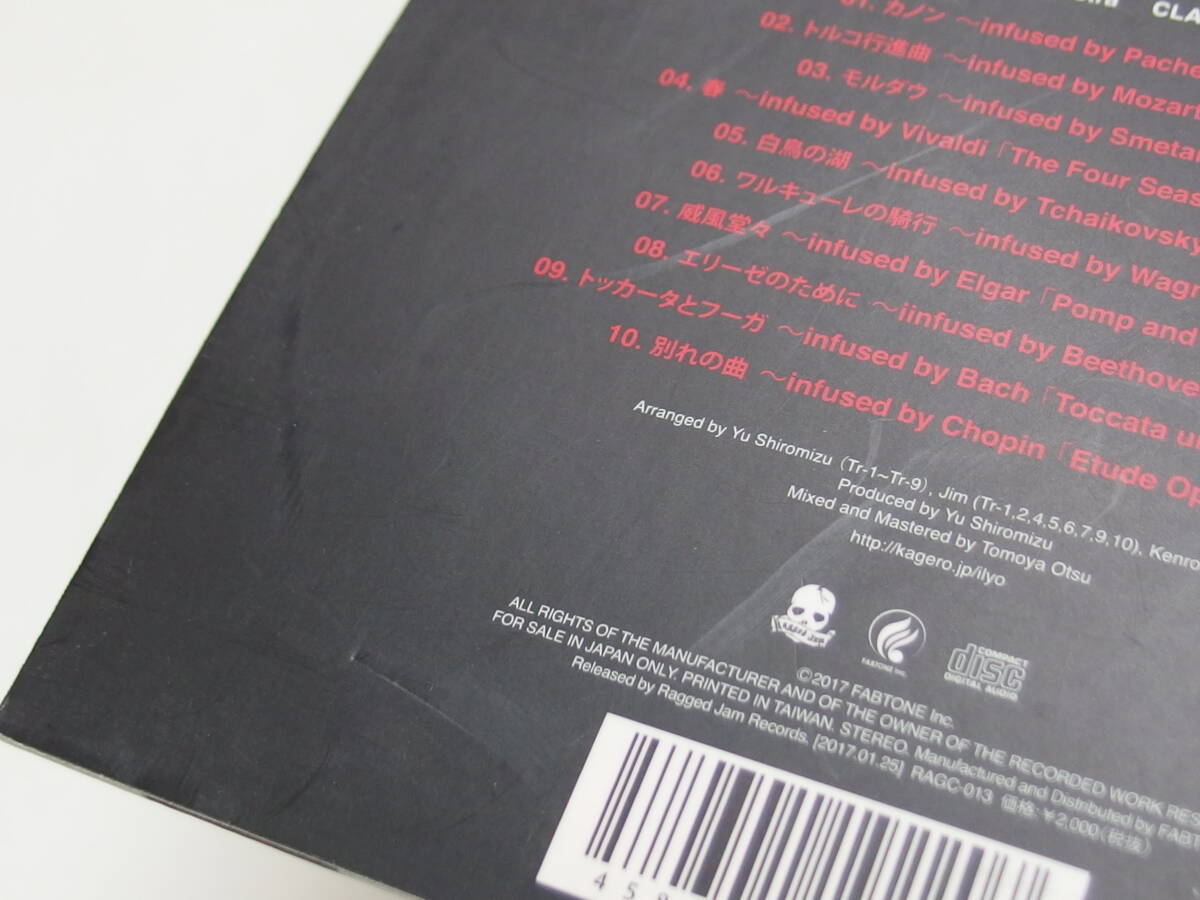 CLA
01. カノン ～infused by Pache
02. トルコ行進曲 ～infused by Mozart
03. モルダウ ～infused by Smeta
04. 春 ～infused by Vivaldi「The Four Seas
05. 白鳥の湖 ～infused by Tchaikovsky
06. ワルキューレの騎行 ～infused by Wagn
07. 威風堂々 ～infused by Elgar「Pomp and
08. エリーゼのために ～iinfused by Beethove
09. トッカータとフーガ ～infused by Bach「Toccata u
10. 別れの曲 ～infused by Chopin「Etude Op
Arranged by Yu Shiromizu (Tr-1~Tr-9), Jim (Tr-1,2,4,5,6,7,9,10), Kenro
Produced by Yu Shiromizu
Mixed and Mastered by Tomoya Otsu
http://kagero.jp/ilyo
FABTONE INC.
COMPACT
disc
DIGITAL AUDIO
©2017 FABTONE Inc.
ALL RIGHTS OF THE MANUFACTURER AND OF THE OWNER OF THE RECORDED WORK RES
FOR SALE IN JAPAN ONLY. PRINTED IN TAIWAN. STEREO. Manufactured and Distributed by FABT
Released by Ragged Jam Records. [2017.01.25] RAGC-013 価格:￥2,000(税抜)
4 5